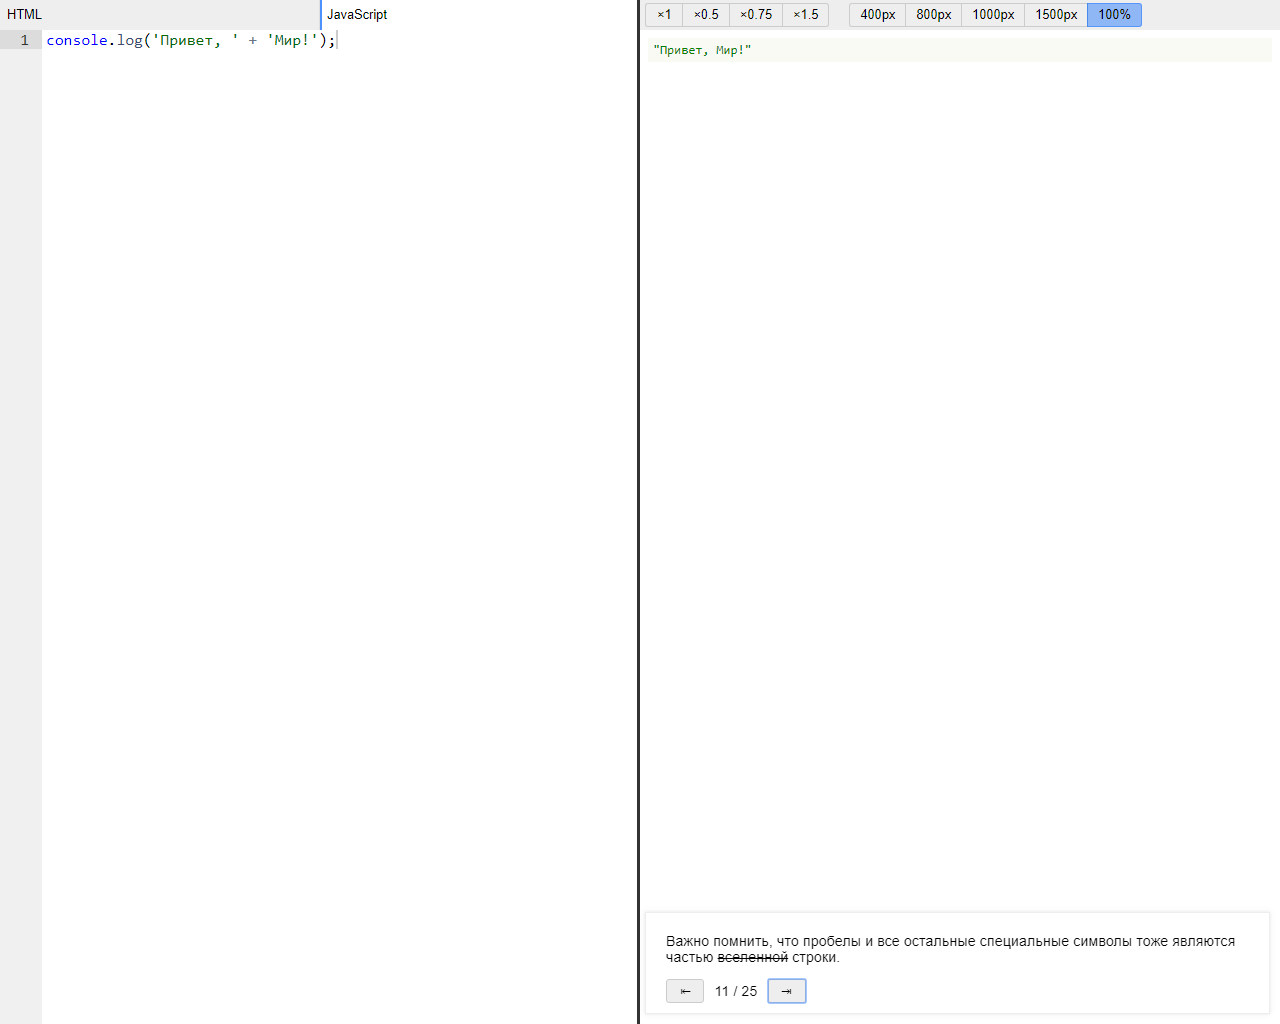 HTML
JavaScript
×1 ×0.5 ×0.75 ×1.5 400px 800px 1000px 1500px 100%
1 console.log('Привет, ' + 'Мир!');
"Привет, Мир!"
Важно помнить, что пробелы и все остальные специальные символы тоже являются
частью вселенной строки.
⇤ 11 / 25 ⇥